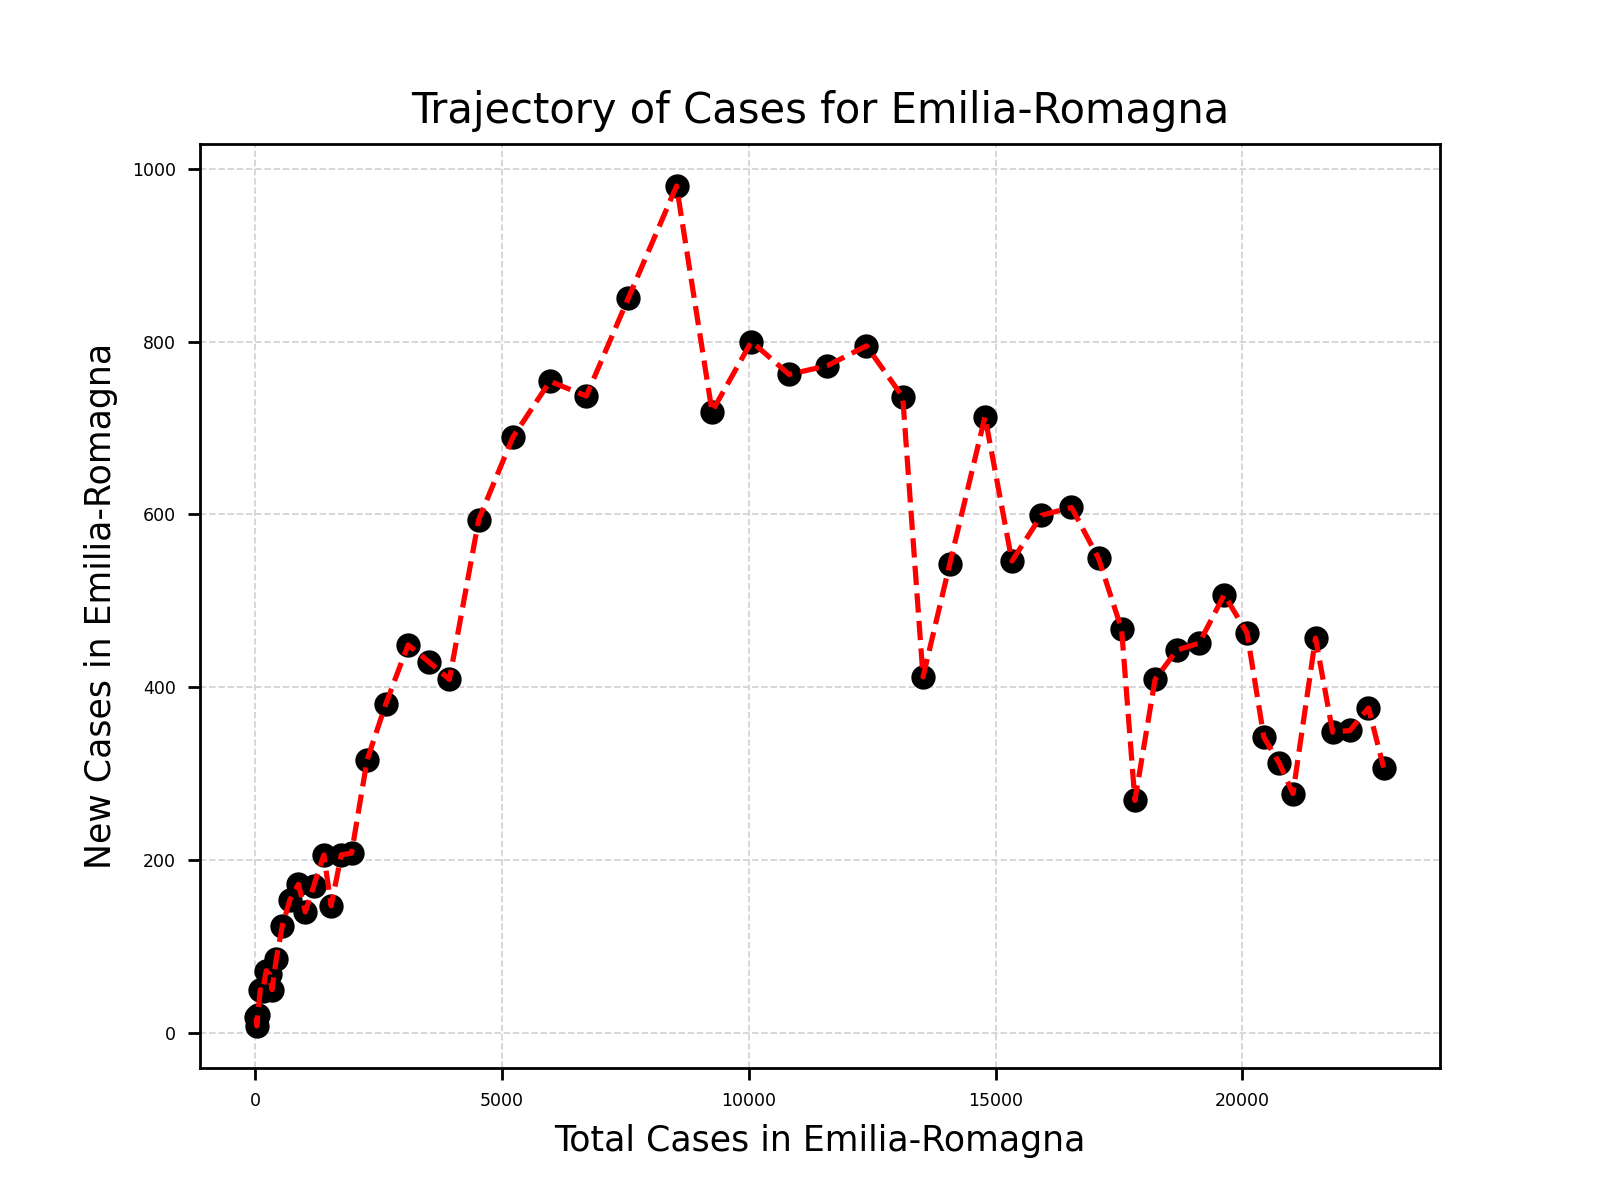 Trajectory of Cases for Emilia-Romagna
New Cases in Emilia-Romagna
1000
800
600
400
200
0
0 5000 10000 15000 20000
Total Cases in Emilia-Romagna